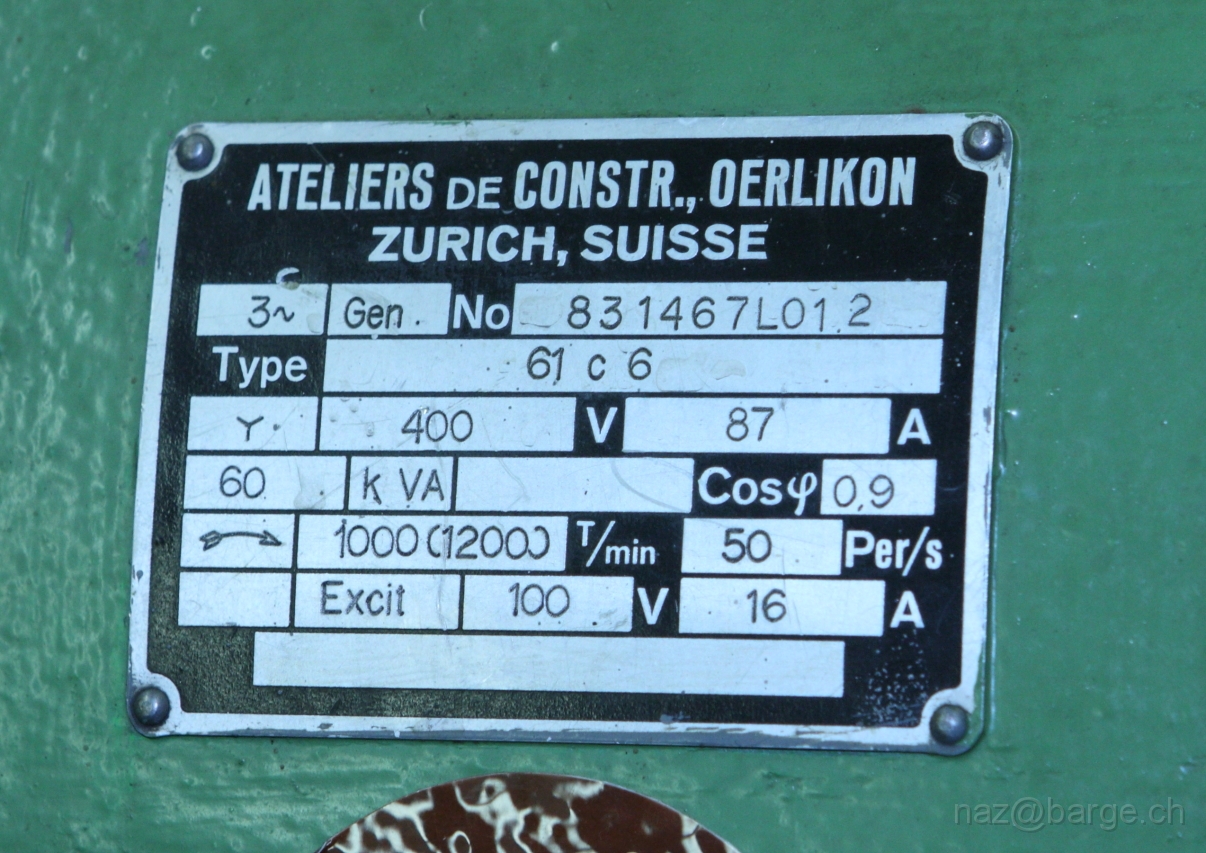 ATELIERS DE CONSTR., OERLIKON
ZURICH, SUISSE
3~ Gen. No 831467L01.2
Type 61 c 6
Y 400 V 87 A
60 k VA Cosφ 0,9
1000 (1200) T/min 50 Per/s
Excit 100 V 16 A
naz@barge.ch